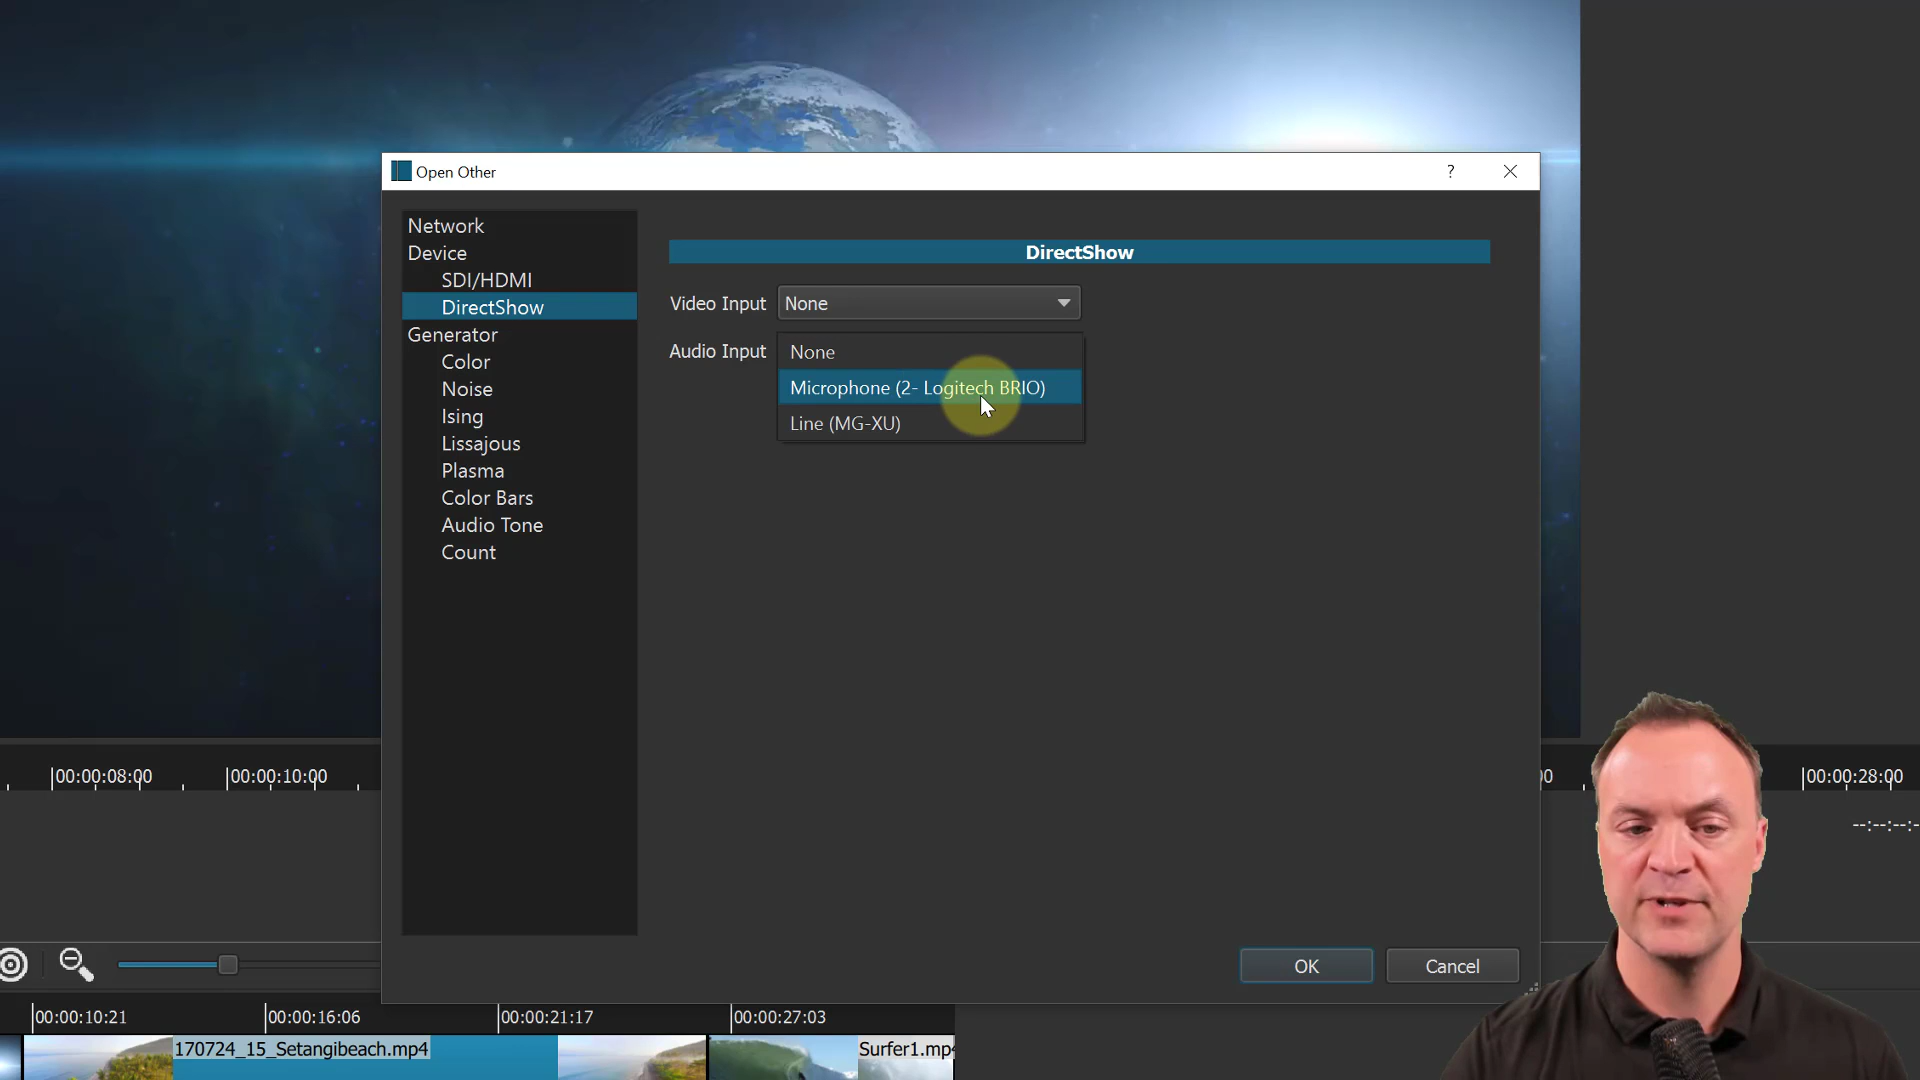 Open Other
?
Network
Device
SDI/HDMI
DirectShow
Generator
Color
Noise
Ising
Lissajous
Plasma
Color Bars
Audio Tone
Count
DirectShow
Video Input
None
Audio Input
None
Microphone (2- Logitech BRIO)
Line (MG-XU)
OK
Cancel
00:00:08:00
00:00:10:00
00
00:00:28:00
--:--:--:-
00:00:10:21
00:00:16:06
00:00:21:17
00:00:27:03
170724_15_Setangibeach.mp4
Surfer1.mp4